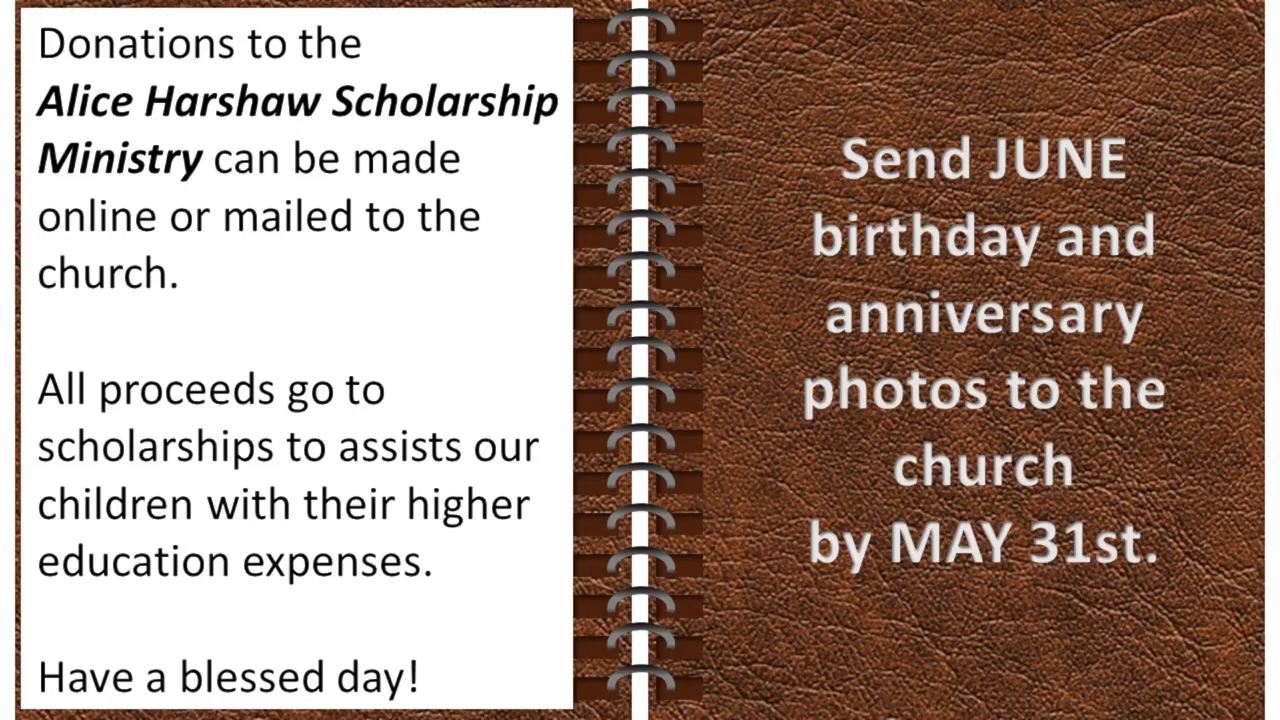 Donations to the
Alice Harshaw Scholarship
Ministry can be made
online or mailed to the
church.
All proceeds go to
scholarships to assists our
children with their higher
education expenses.
Have a blessed day!
Send JUNE
birthday and
anniversary
photos to the
church
by MAY 31st.